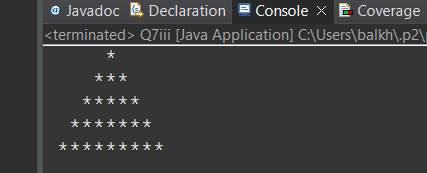 @ Javadoc Declaration Console Coverage
<terminated> Q7iii [Java Application] C:\Users\balkh\.p2\
    *
   ***
  *****
 *******
*********